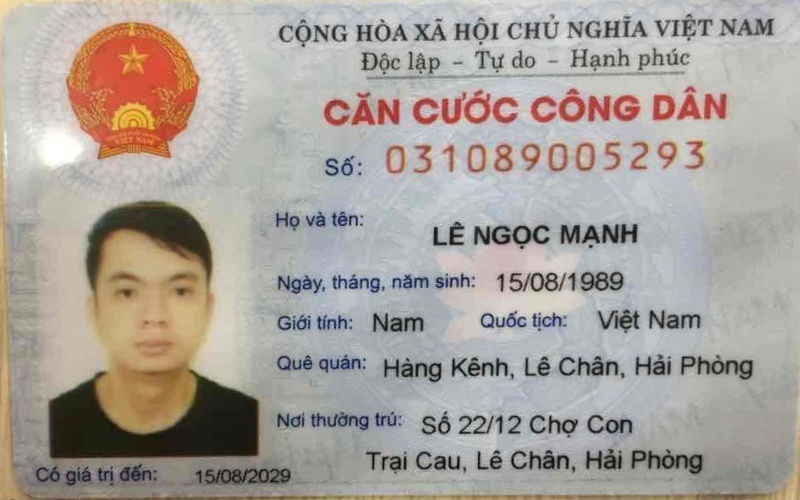 CỘNG HÒA XÃ HỘI CHỦ NGHĨA VIỆT NAM
Độc lập - Tự do - Hạnh phúc
CĂN CƯỚC CÔNG DÂN
Số: 031089005293
Họ và tên: LÊ NGỌC MẠNH
Ngày, tháng, năm sinh: 15/08/1989
Giới tính: Nam Quốc tịch: Việt Nam
Quê quán: Hàng Kênh, Lê Chân, Hải Phòng
Nơi thường trú: Số 22/12 Chợ Con
Trại Cau, Lê Chân, Hải Phòng
Có giá trị đến: 15/08/2029
VIỆT NAM